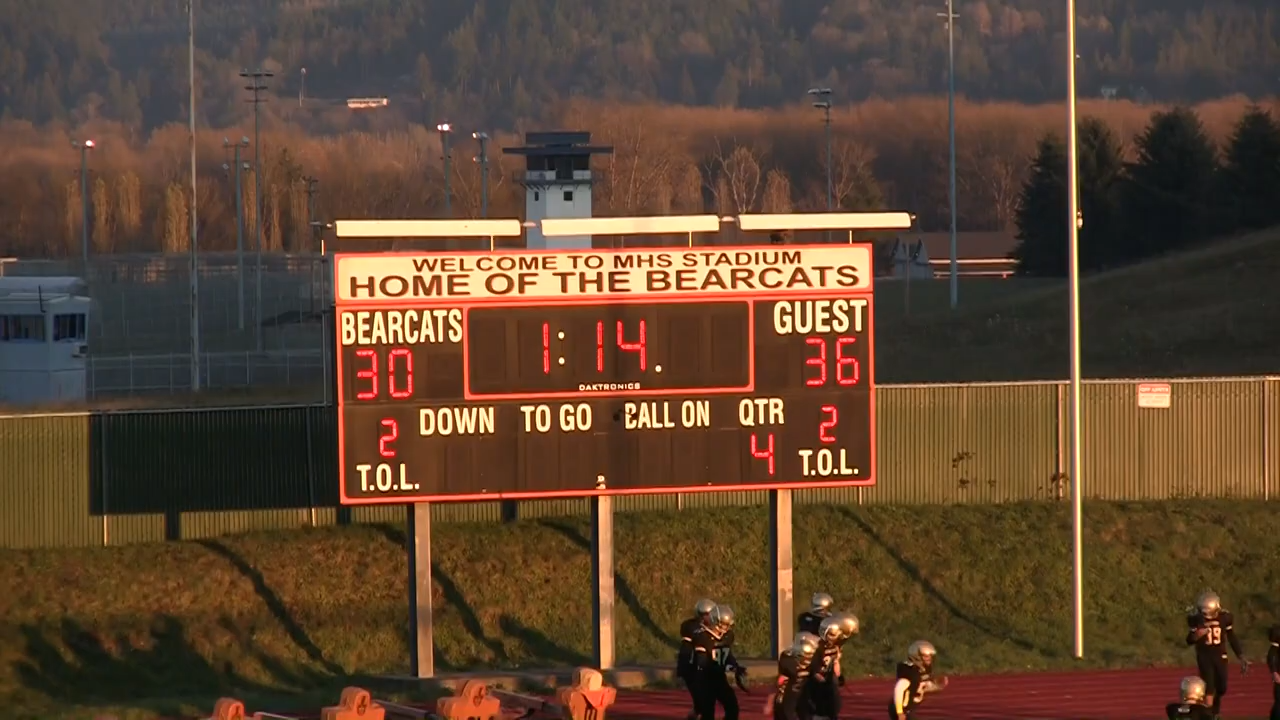 WELCOME TO MHS STADIUM
HOME OF THE BEARCATS
BEARCATS 1:14. GUEST
30 36
DAKTRONICS
DOWN TO GO BALL ON QTR
2 4 2
T.O.L. T.O.L.
19